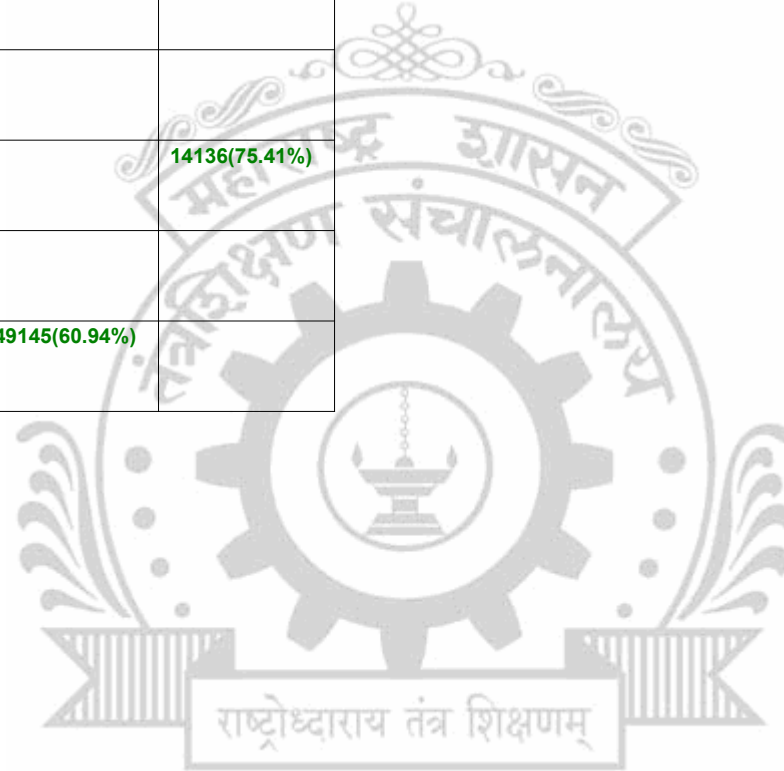 महाराष्ट्र शासन
14136(75.41%)
तंत्रशिक्षण संचालनालय
49145(60.94%)
राष्ट्रोध्दाराय तंत्र शिक्षणम्